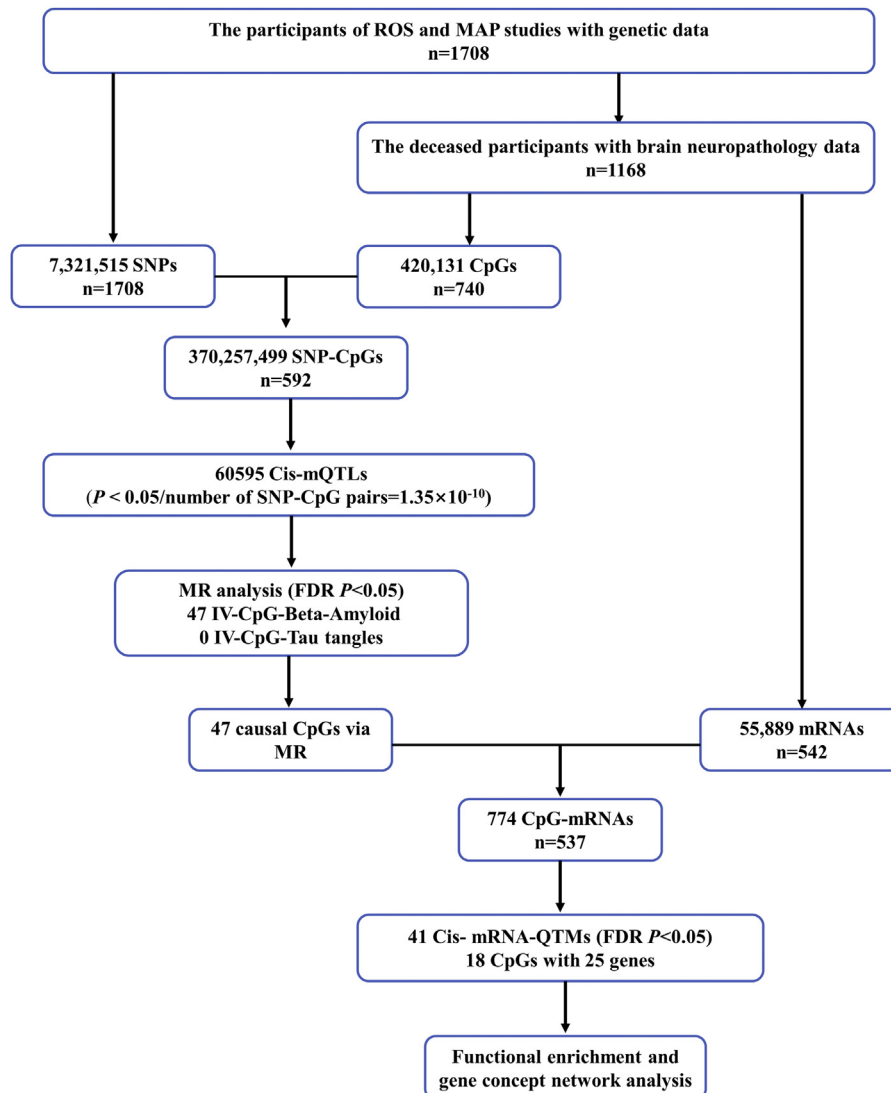 The participants of ROS and MAP studies with genetic data
n=1708
The deceased participants with brain neuropathology data
n=1168
7,321,515 SNPs
n=1708
420,131 CpGs
n=740
370,257,499 SNP-CpGs
n=592
60595 Cis-mQTLs
(P < 0.05/number of SNP-CpG pairs=1.35×10⁻¹⁰)
MR analysis (FDR P<0.05)
47 IV-CpG-Beta-Amyloid
0 IV-CpG-Tau tangles
47 causal CpGs via
MR
55,889 mRNAs
n=542
774 CpG-mRNAs
n=537
41 Cis- mRNA-QTMs (FDR P<0.05)
18 CpGs with 25 genes
Functional enrichment and
gene concept network analysis